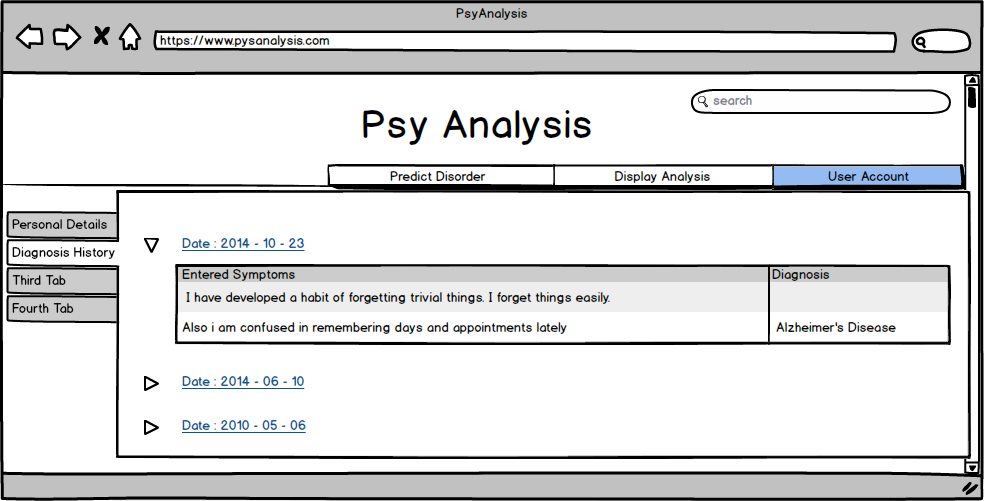 PsyAnalysis
https://www.pysanalysis.com
search
Psy Analysis
Predict Disorder
Display Analysis
User Account
Personal Details
Diagnosis History
Third Tab
Fourth Tab
Date : 2014 - 10 - 23
Entered Symptoms Diagnosis
I have developed a habit of forgetting trivial things. I forget things easily.
Also i am confused in remembering days and appointments lately Alzheimer's Disease
Date : 2014 - 06 - 10
Date : 2010 - 05 - 06